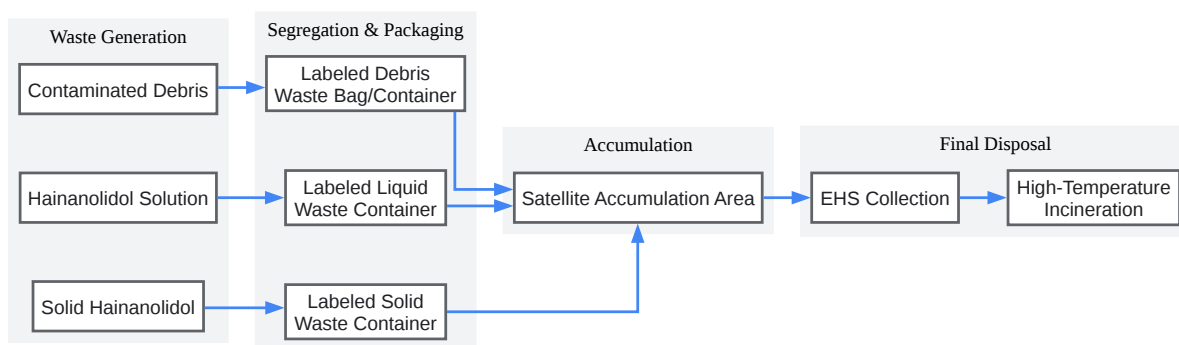 Waste Generation
Contaminated Debris
Hainanolidol Solution
Solid Hainanolidol
Segregation & Packaging
Labeled Debris
Waste Bag/Container
Labeled Liquid
Waste Container
Labeled Solid
Waste Container
Accumulation
Satellite Accumulation Area
Final Disposal
EHS Collection
High-Temperature
Incineration